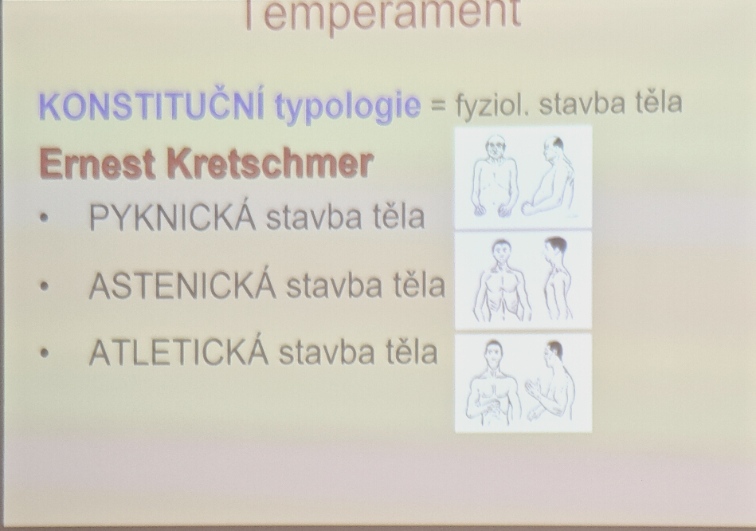 Temperament
KONSTITUČNÍ typologie = fyziol. stavba těla
Ernest Kretschmer
• PYKNICKÁ stavba těla
• ASTENICKÁ stavba těla
• ATLETICKÁ stavba těla